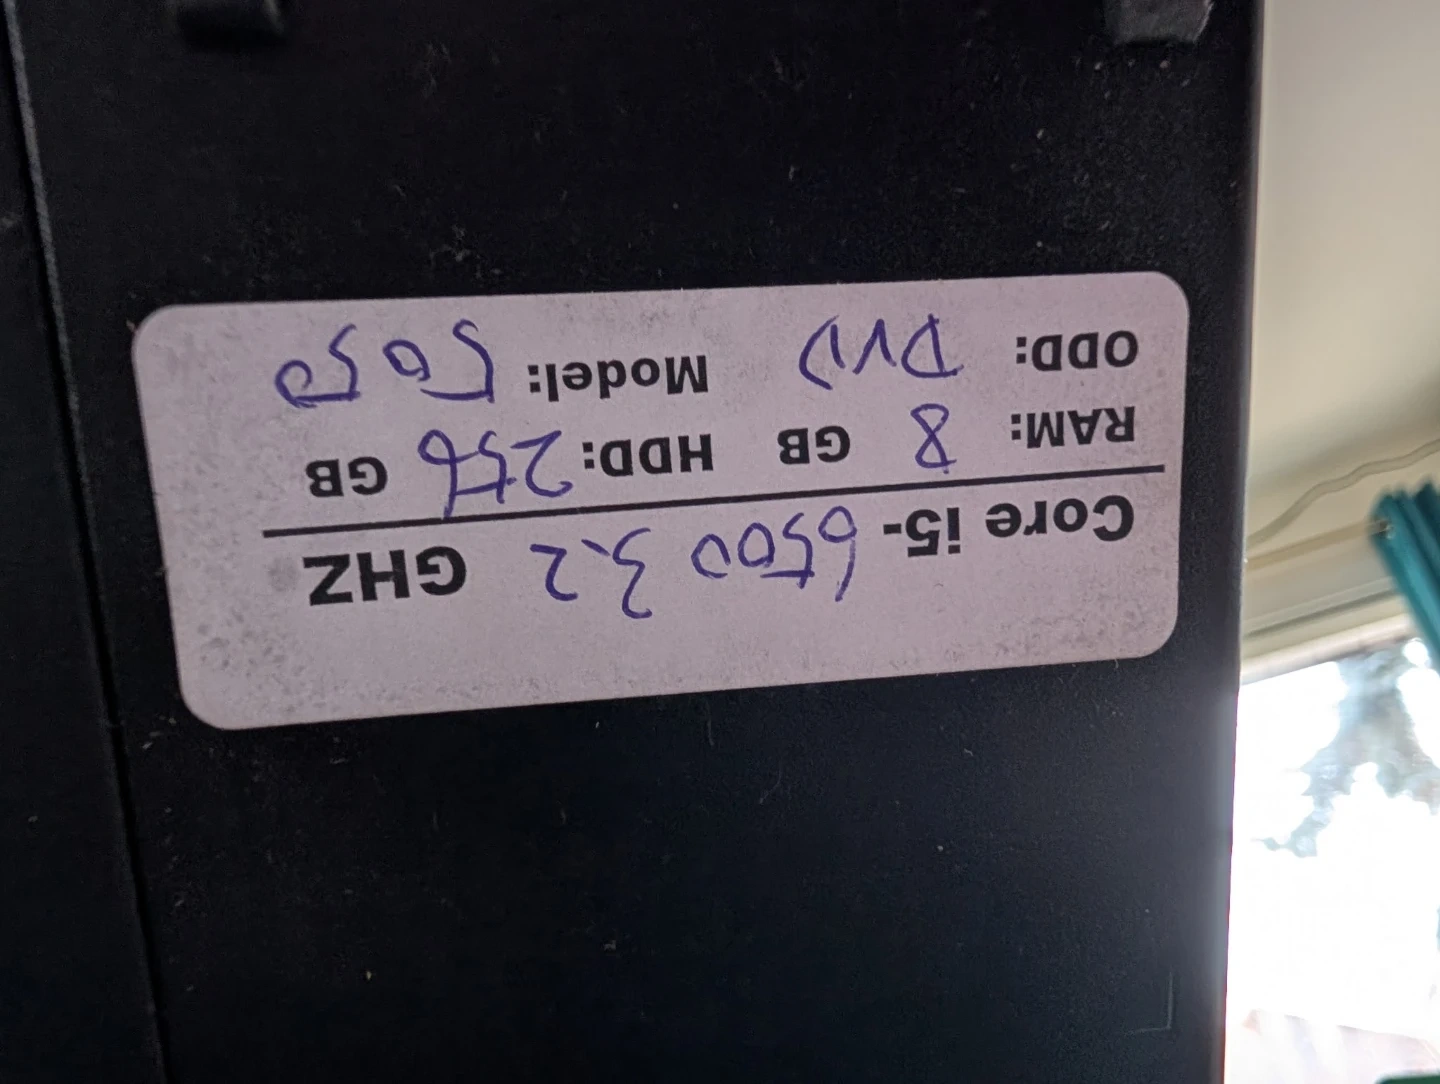 Core i5- 6500 3.2 GHZ
RAM: 8 GB HDD: 256 GB
ODD: DVD Model: 5050